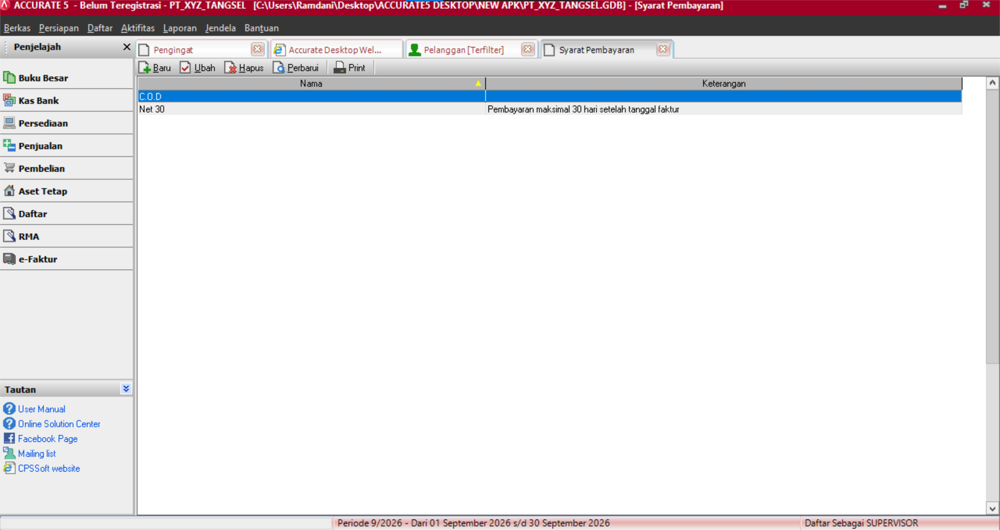 ACCURATE 5 - Belum Teregistrasi - PT_XYZ_TANGSEL [C:\Users\Ramdani\Desktop\ACCURATE5 DESKTOP\NEW APK\PT_XYZ_TANGSEL.GDB] - [Syarat Pembayaran]
Berkas Persiapan Daftar Aktifitas Laporan Jendela Bantuan
Penjelajah
Pengingat Accurate Desktop Wel... Pelanggan [Terfilter] Syarat Pembayaran
Baru Ubah Hapus Perbarui Print
Nama Keterangan
C.O.D
Net 30 Pembayaran maksimal 30 hari setelah tanggal faktur
Buku Besar
Kas Bank
Persediaan
Penjualan
Pembelian
Aset Tetap
Daftar
RMA
e-Faktur
Tautan
User Manual
Online Solution Center
Facebook Page
Mailing list
CPSSoft website
Periode 9/2026 - Dari 01 September 2026 s/d 30 September 2026
Daftar Sebagai SUPERVISOR